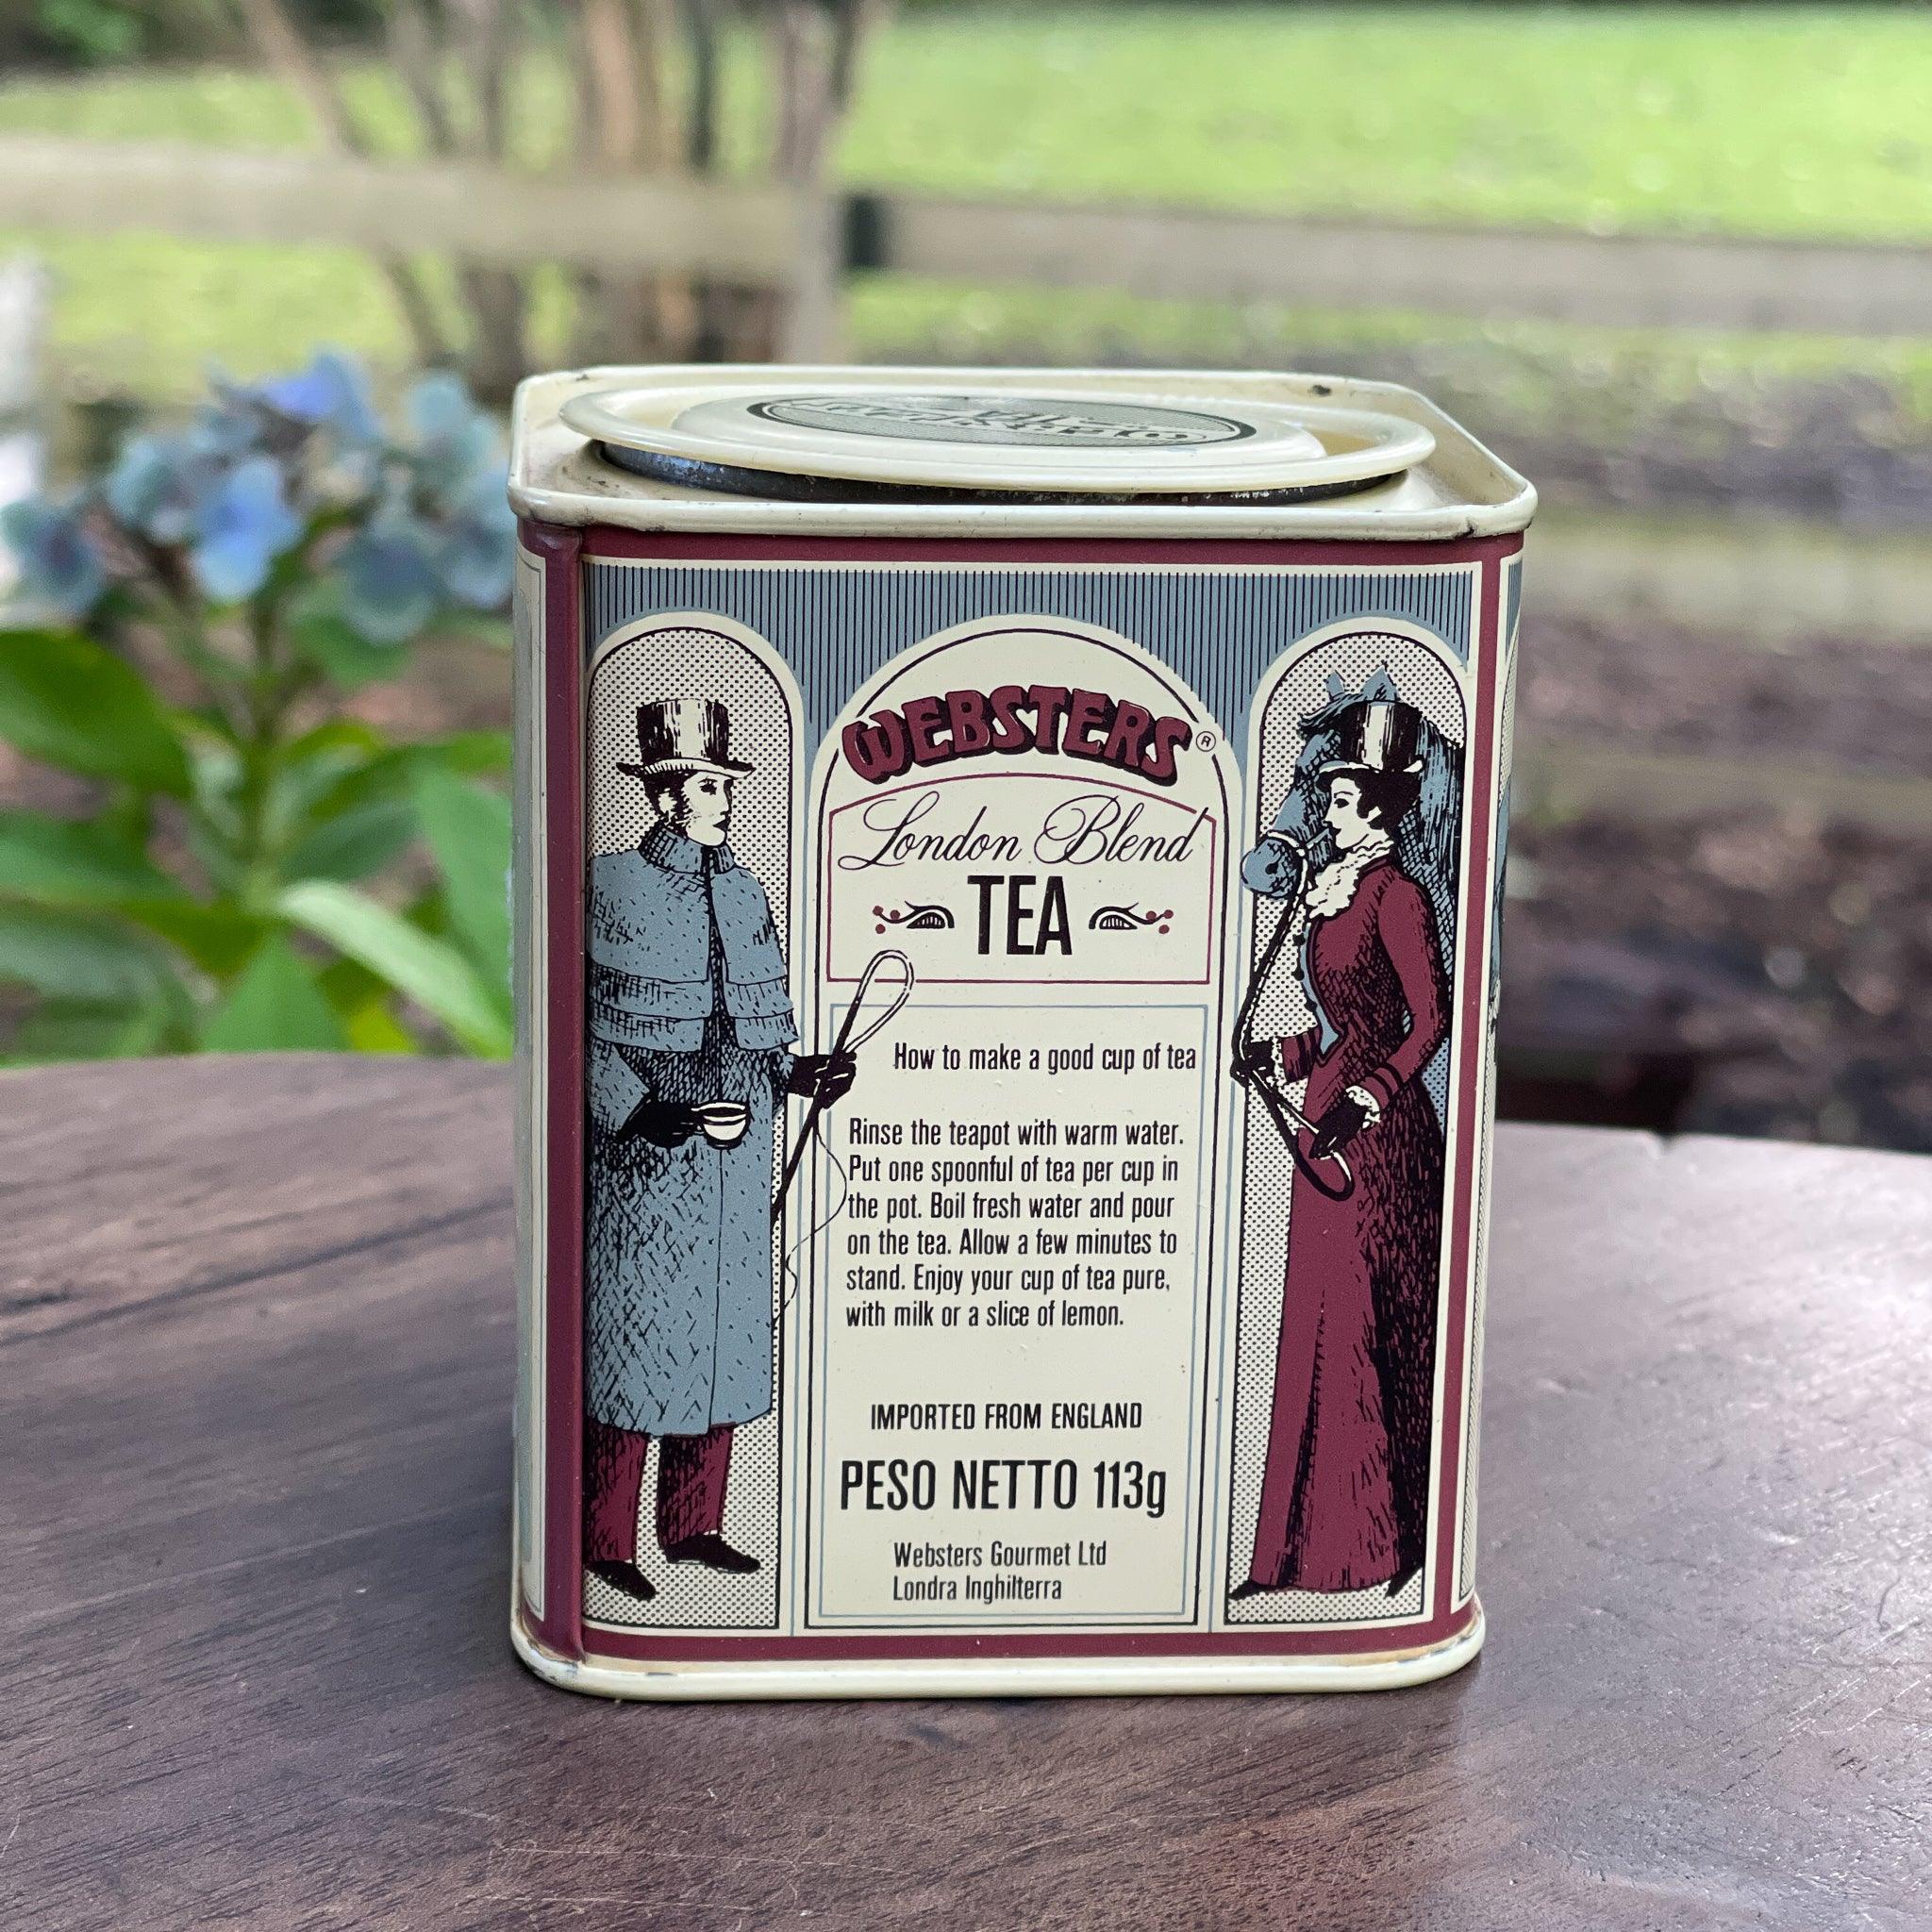 WEBSTERS®
London Blend
TEA
How to make a good cup of tea
Rinse the teapot with warm water.
Put one spoonful of tea per cup in
the pot. Boil fresh water and pour
on the tea. Allow a few minutes to
stand. Enjoy your cup of tea pure,
with milk or a slice of lemon.
IMPORTED FROM ENGLAND
PESO NETTO 113g
Websters Gourmet Ltd
Londra Inghilterra